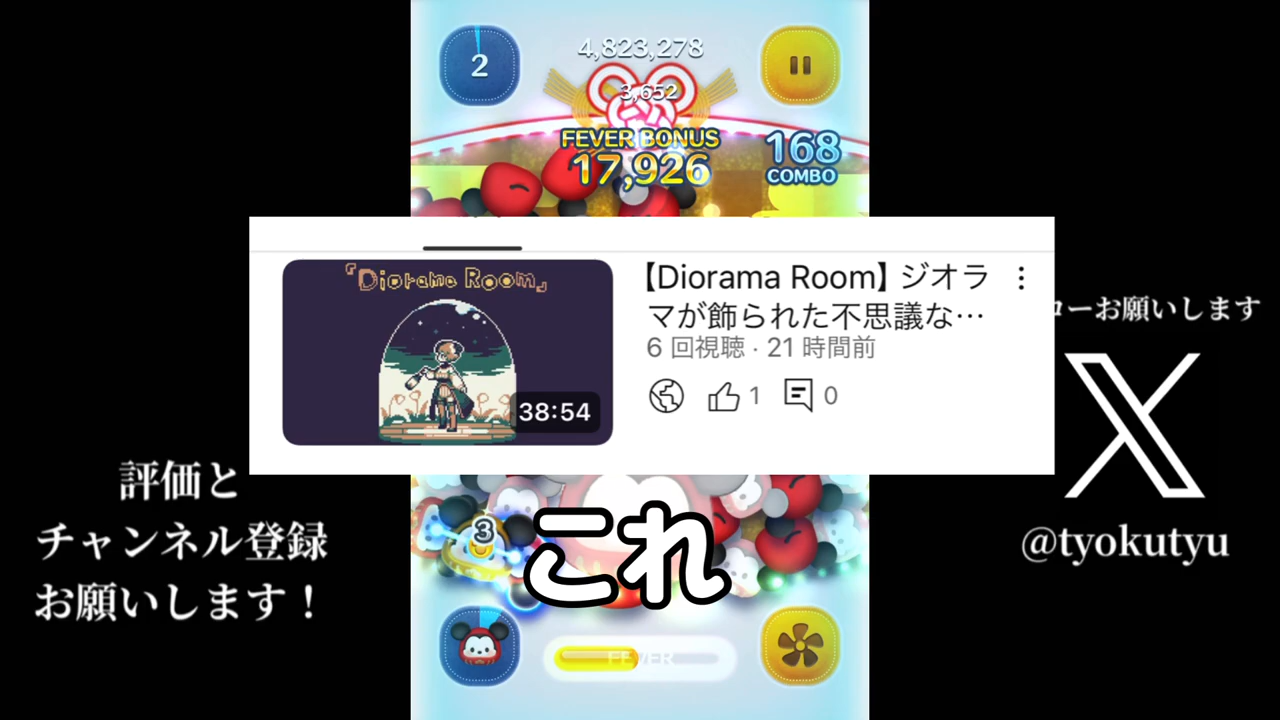 2
4,823,278
3,652
FEVER BONUS
17,926
168
COMBO
『Diorama Room』
38:54
【Diorama Room】ジオラ
マが飾られた不思議な…
6 回視聴・21 時間前
1
0
ーお願いします
X
@tyokutyu
評価と
チャンネル登録
お願いします！
3
これ
FEVER